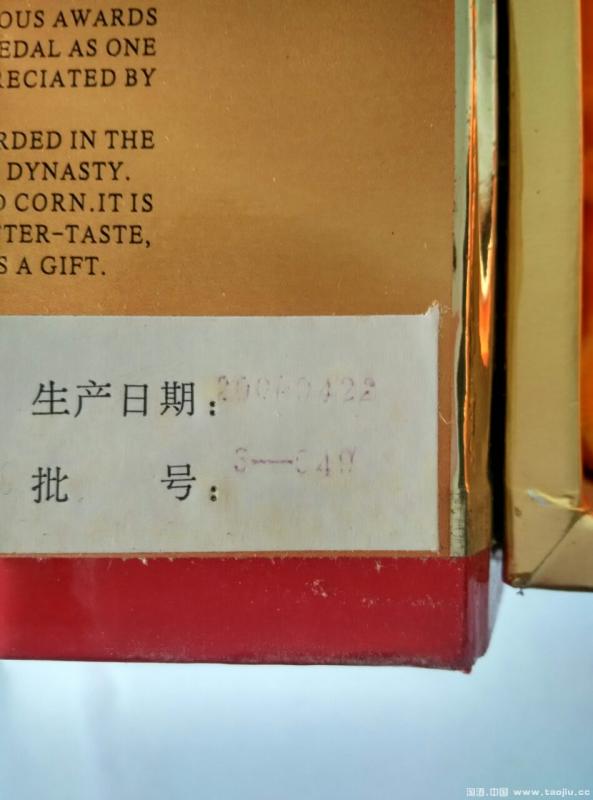 OUS AWARDS
EDAL AS ONE
RECIATED BY
RDED IN THE
DYNASTY.
D CORN.IT IS
TER-TASTE,
S A GIFT.
生产日期:
批 号:
国酒.中国 www.taojiu.cc